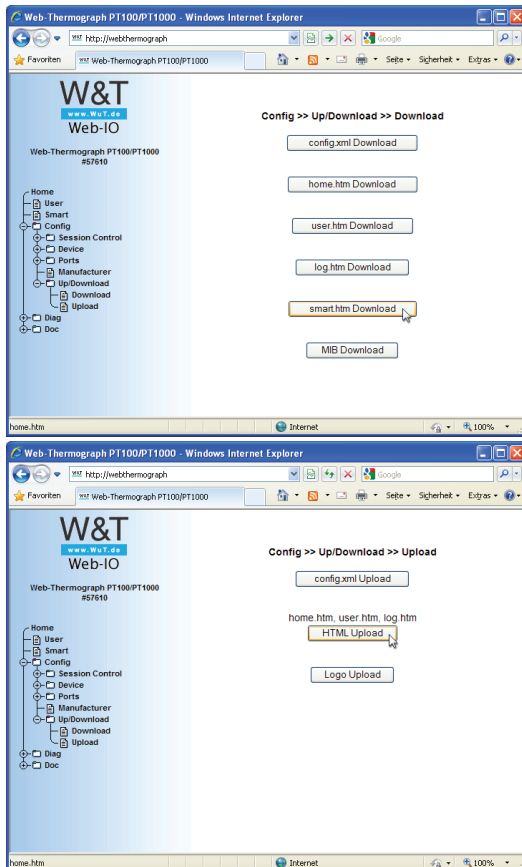 Web-Thermograph PT100/PT1000 - Windows Internet Explorer
W&T http://webthermograph
Google
Favoriten
W&T Web-Thermograph PT100/PT1000
Seite
Sicherheit
Extras
W&T
www.WuT.de
Web-IO
Web-Thermograph PT100/PT1000
#57610
Home
User
Smart
Config
Session Control
Device
Ports
Manufacturer
Up/Download
Download
Upload
Diag
Doc
Config >> Up/Download >> Download
config.xml Download
home.htm Download
user.htm Download
log.htm Download
smart.htm Download
MIB Download
home.htm
Internet
100%
Web-Thermograph PT100/PT1000 - Windows Internet Explorer
W&T http://webthermograph
Google
Favoriten
W&T Web-Thermograph PT100/PT1000
Seite
Sicherheit
Extras
W&T
www.WuT.de
Web-IO
Web-Thermograph PT100/PT1000
#57610
Home
User
Smart
Config
Session Control
Device
Ports
Manufacturer
Up/Download
Download
Upload
Diag
Doc
Config >> Up/Download >> Upload
config.xml Upload
home.htm, user.htm, log.htm
HTML Upload
Logo Upload
home.htm
Internet
100%